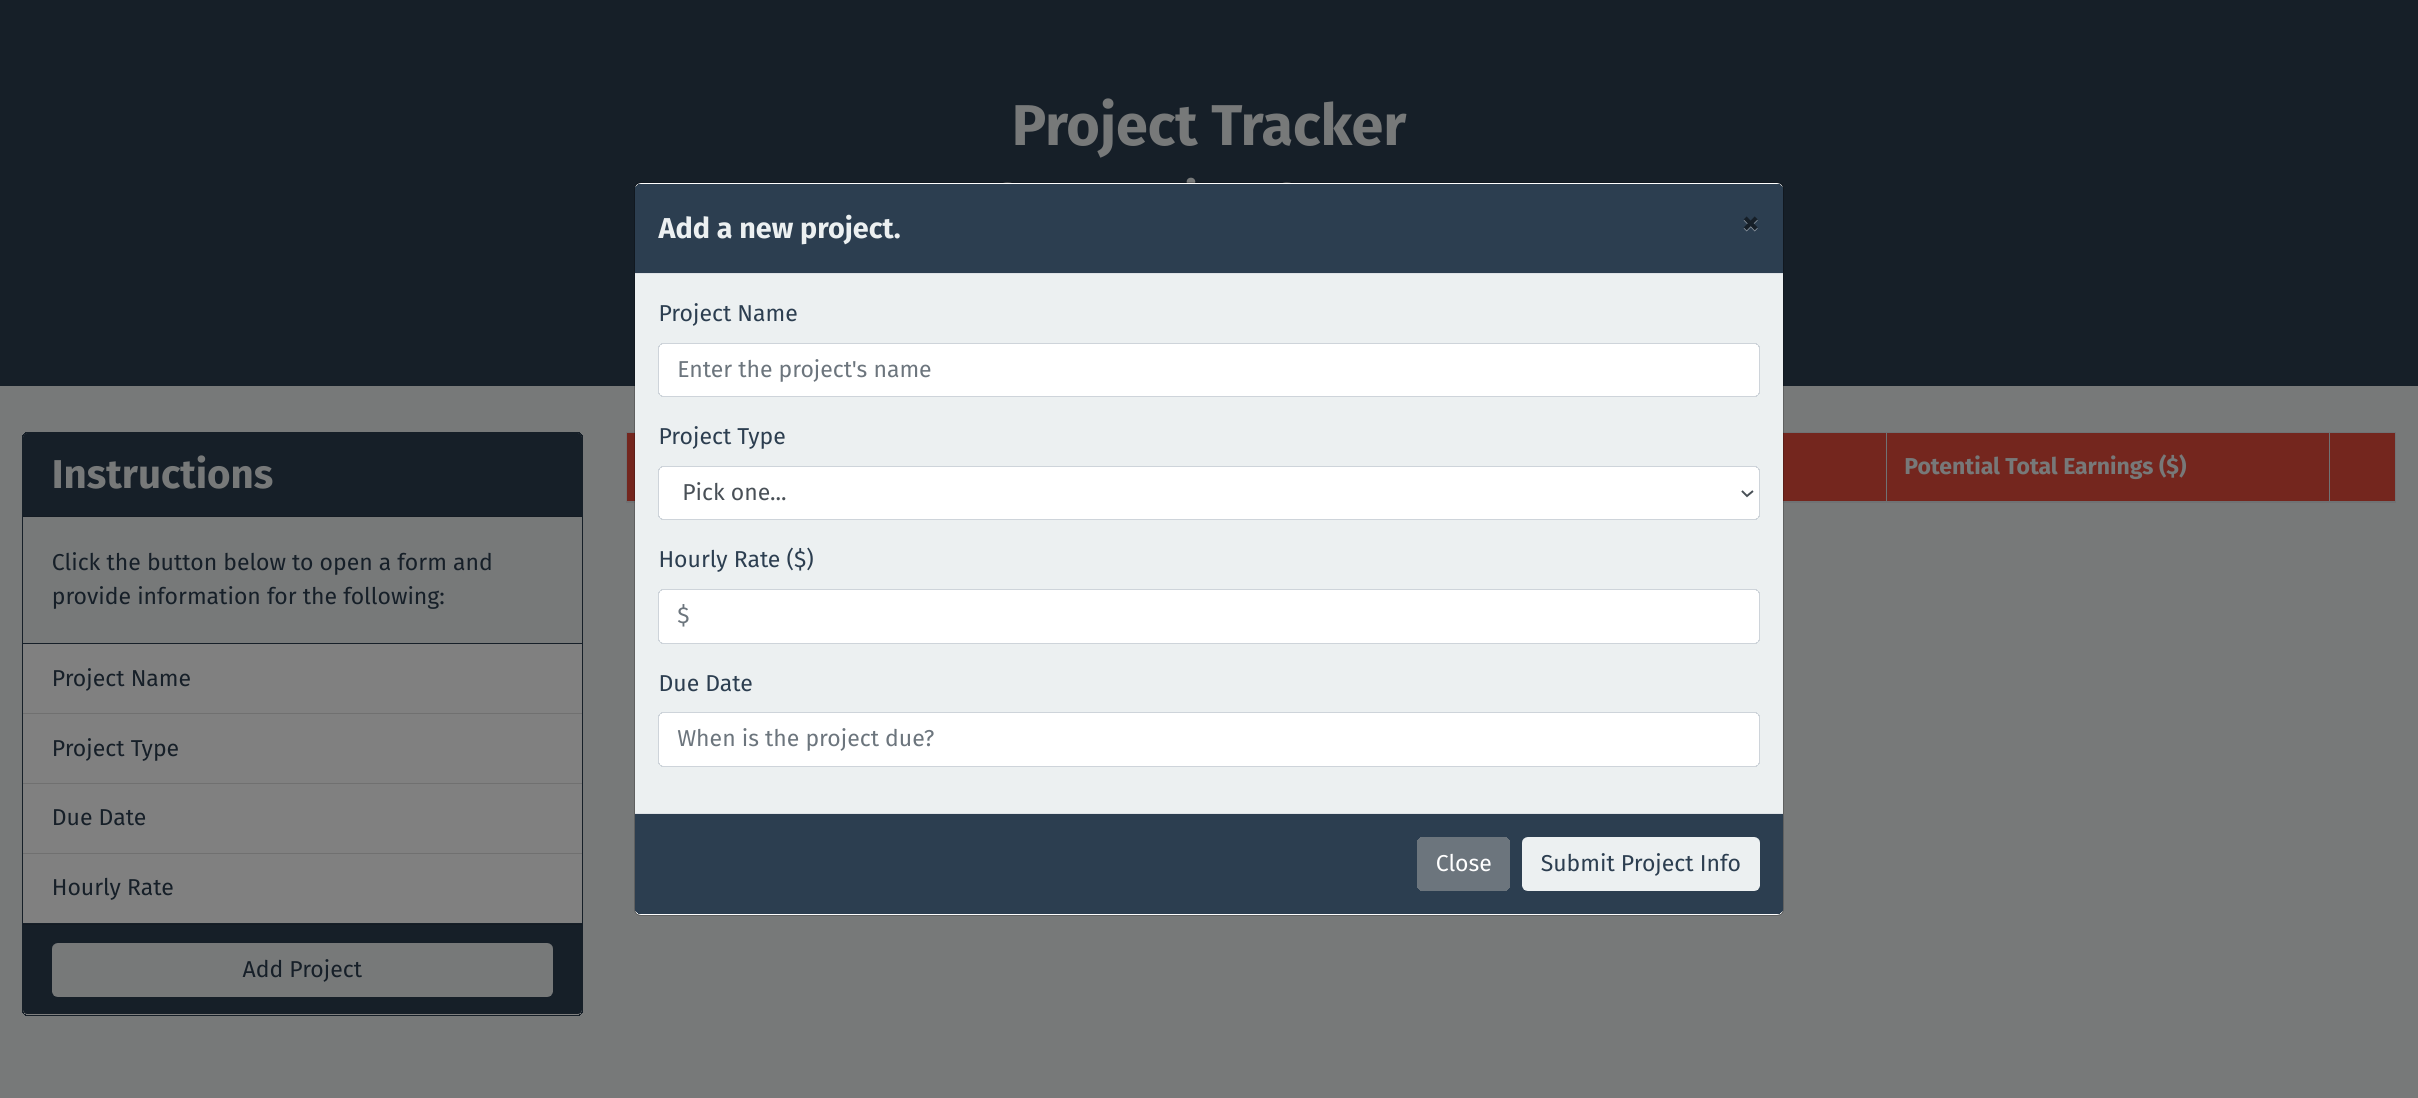 Project Tracker
Add a new project.
×
Project Name
Enter the project's name
Project Type
Pick one...
Hourly Rate ($)
$
Due Date
When is the project due?
Close
Submit Project Info
Instructions
Click the button below to open a form and
provide information for the following:
Project Name
Project Type
Due Date
Hourly Rate
Add Project
Potential Total Earnings ($)